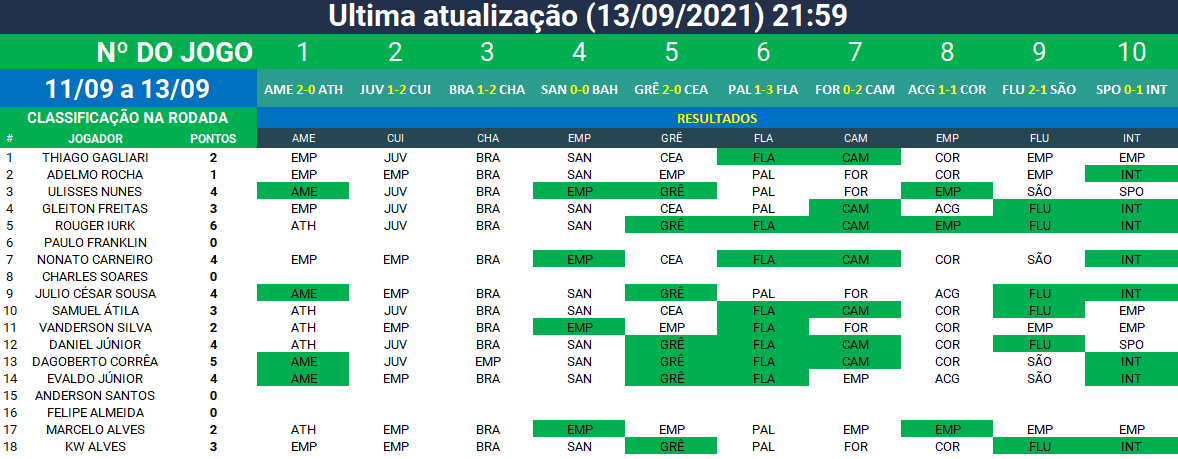 Ultima atualização (13/09/2021) 21:59
Nº DO JOGO 1 2 3 4 5 6 7 8 9 10
11/09 a 13/09 AME 2-0 ATH JUV 1-2 CUI BRA 1-2 CHA SAN 0-0 BAH GRÊ 2-0 CEA PAL 1-3 FLA FOR 0-2 CAM ACG 1-1 COR FLU 2-1 SÃO SPO 0-1 INT
CLASSIFICAÇÃO NA RODADA RESULTADOS
# JOGADOR PONTOS AME CUI CHA EMP GRÊ FLA CAM EMP FLU INT
1 THIAGO GAGLIARI 2 EMP JUV BRA SAN CEA FLA CAM COR EMP EMP
2 ADELMO ROCHA 1 EMP EMP BRA SAN EMP PAL FOR COR EMP INT
3 ULISSES NUNES 4 AME JUV BRA EMP GRÊ PAL FOR EMP SÃO SPO
4 GLEITON FREITAS 3 EMP JUV BRA SAN CEA PAL CAM ACG FLU INT
5 ROUGER IURK 6 ATH JUV BRA SAN GRÊ FLA CAM EMP FLU INT
6 PAULO FRANKLIN 0
7 NONATO CARNEIRO 4 EMP EMP BRA EMP CEA FLA CAM COR SÃO INT
8 CHARLES SOARES 0
9 JULIO CÉSAR SOUSA 4 AME EMP BRA SAN GRÊ PAL FOR ACG FLU INT
10 SAMUEL ÁTILA 3 ATH JUV BRA SAN CEA FLA CAM COR FLU EMP
11 VANDERSON SILVA 2 ATH EMP BRA EMP EMP FLA FOR COR EMP EMP
12 DANIEL JÚNIOR 4 ATH JUV BRA SAN GRÊ FLA CAM COR FLU SPO
13 DAGOBERTO CORRÊA 5 AME JUV EMP SAN GRÊ FLA CAM COR SÃO INT
14 EVALDO JÚNIOR 4 AME EMP BRA SAN GRÊ FLA EMP ACG SÃO INT
15 ANDERSON SANTOS 0
16 FELIPE ALMEIDA 0
17 MARCELO ALVES 2 ATH EMP BRA EMP EMP PAL EMP EMP EMP EMP
18 KW ALVES 3 EMP EMP BRA SAN GRÊ PAL FOR COR FLU INT